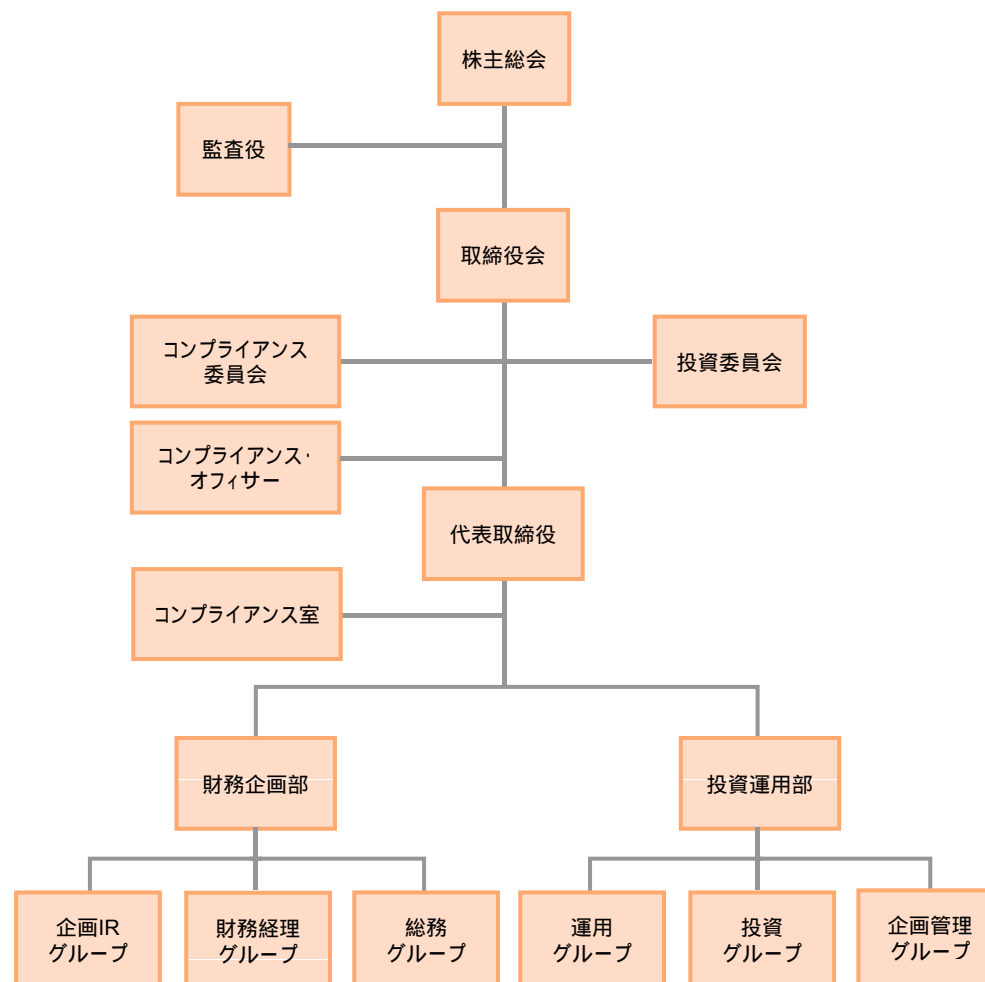 株主総会
監査役
取締役会
コンプライアンス
委員会
投資委員会
コンプライアンス・
オフィサー
代表取締役
コンプライアンス室
財務企画部
投資運用部
企画IR
グループ
財務経理
グループ
総務
グループ
運用
グループ
投資
グループ
企画管理
グループ